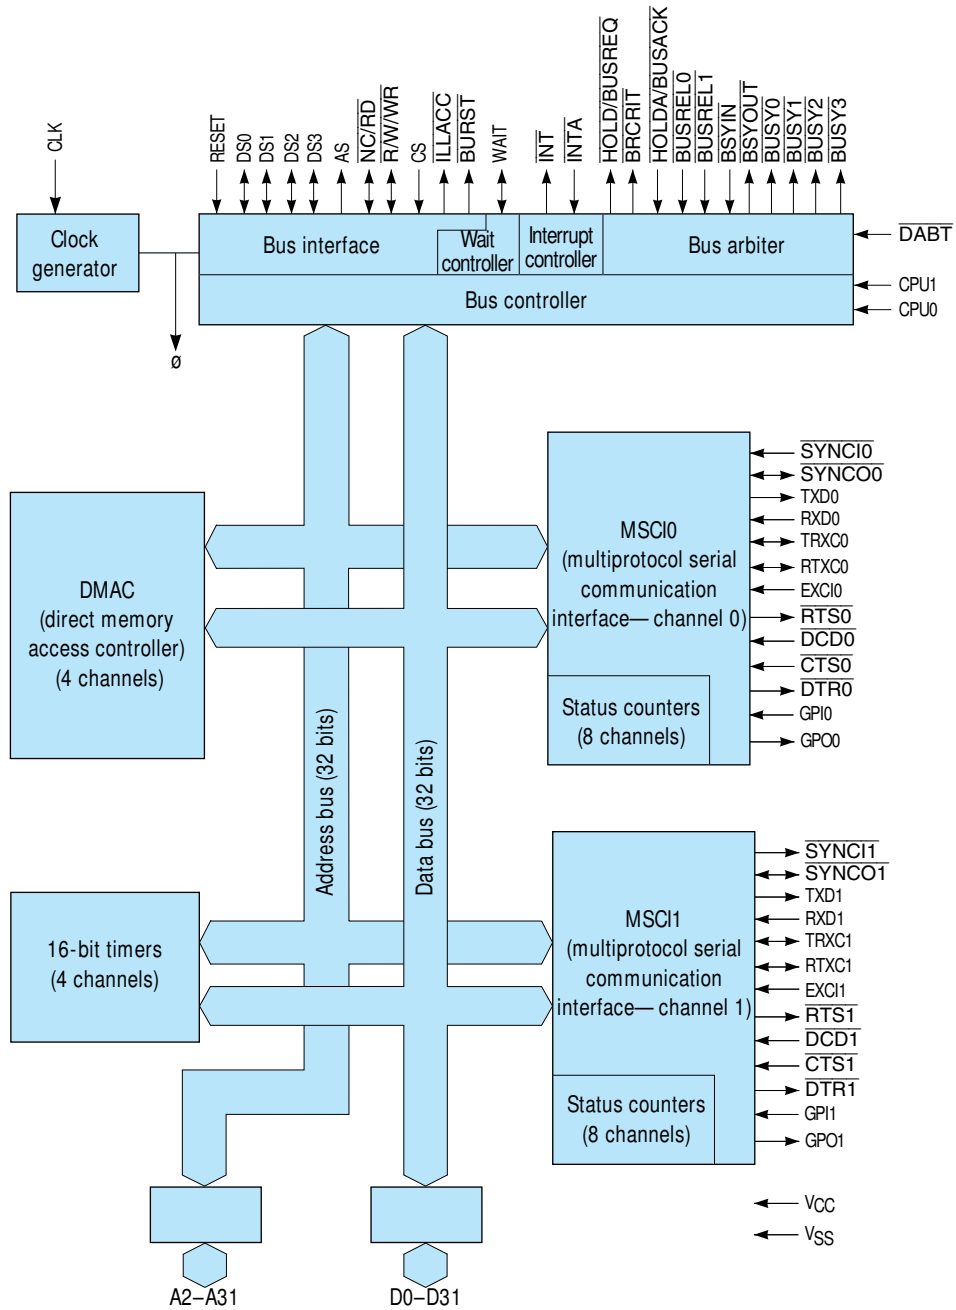 CLK
RESET
DS0
DS1
DS2
DS3
AS
NC/RD
R/W/WR
CS
ILLACC
BURST
WAIT
INT
INTA
HOLD/BUSREQ
BRCRIT
HOLDA/BUSACK
BUSREL0
BUSREL1
BSYIN
BSYOUT
BUSY0
BUSY1
BUSY2
BUSY3
Clock
generator
Bus interface
Wait
controller
Interrupt
controller
Bus arbiter
Bus controller
DABT
CPU1
CPU0
ø
DMAC
(direct memory
access controller)
(4 channels)
MSCI0
(multiprotocol serial
communication
interface— channel 0)
Status counters
(8 channels)
SYNCI0
SYNCO0
TXD0
RXD0
TRXC0
RTXC0
EXCI0
RTS0
DCD0
CTS0
DTR0
GPI0
GPO0
Address bus (32 bits)
Data bus (32 bits)
16-bit timers
(4 channels)
MSCI1
(multiprotocol serial
communication
interface— channel 1)
Status counters
(8 channels)
SYNCI1
SYNCO1
TXD1
RXD1
TRXC1
RTXC1
EXCI1
RTS1
DCD1
CTS1
DTR1
GPI1
GPO1
VCC
VSS
A2–A31
D0–D31